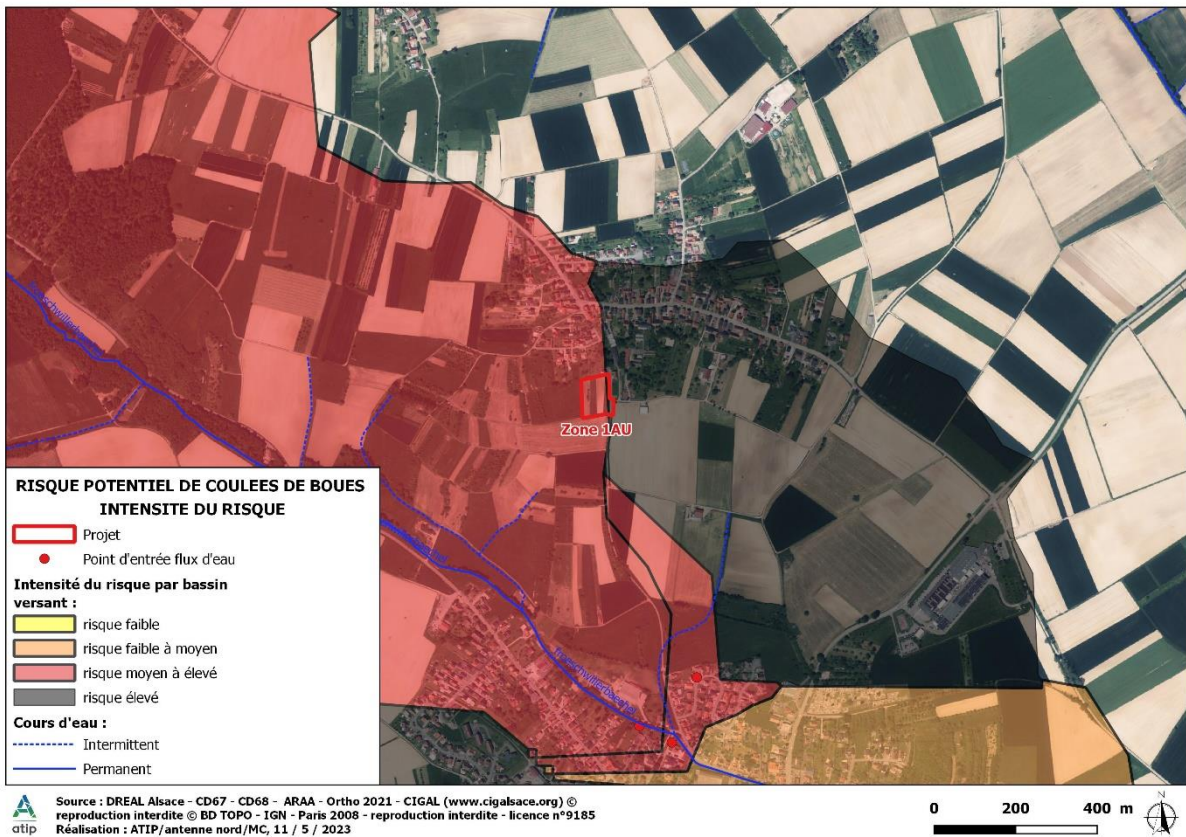 Froeschwillerbaechel
Zone 1AU
RISQUE POTENTIEL DE COULEES DE BOUES
INTENSITE DU RISQUE
Projet
Point d'entrée flux d'eau
Intensité du risque par bassin
versant :
risque faible
risque faible à moyen
risque moyen à élevé
risque élevé
Cours d'eau :
Intermittent
Permanent
Froeschwillerbaechel
atip
Source : DREAL Alsace - CD67 - CD68 - ARAA - Ortho 2021 - CIGAL (www.cigalsace.org) ©
reproduction interdite © BD TOPO - IGN - Paris 2008 - reproduction interdite - licence n°9185
Réalisation : ATIP/antenne nord/MC, 11 / 5 / 2023
0 200 400 m
N